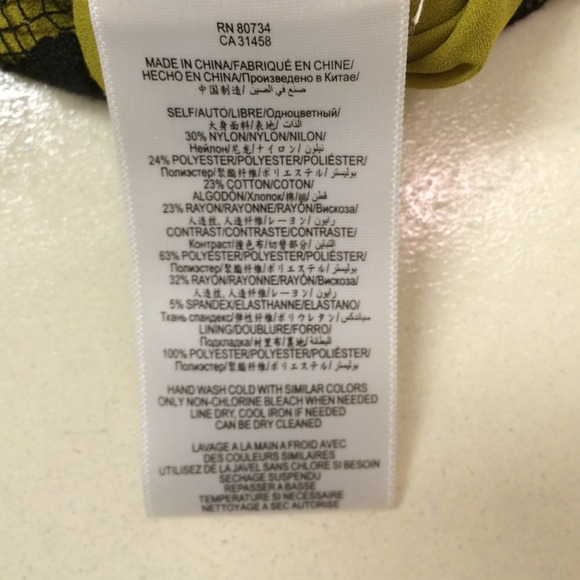 RN 80734
CA 31458
MADE IN CHINA/FABRIQUÉ EN CHINE/
HECHO EN CHINA/Произведено в Китае/
中国制造/ صنع في الصين/
SELF/AUTO/LIBRE/Одноцветный/
大身面料/表地/ الذات/
30% NYLON/NYLON/NILON/
Нейлон/尼龙/ナイロン/ نيلون/
24% POLYESTER/POLYESTER/POLIÉSTER/
Полиэстер/聚酯纤维/ポリエステル/ بوليستر/
23% COTTON/COTON/
ALGODÓN/Хлопок/棉/綿/ قطن/
23% RAYON/RAYONNE/RAYÓN/Вискоза/
人造丝, 人造纤维/レーヨン/ رايون/
CONTRAST/CONTRASTE/CONTRASTE/
Контраст/撞色布/切替部分/ التباين/
63% POLYESTER/POLYESTER/POLIÉSTER/
Полиэстер/聚酯纤维/ポリエステル/ بوليستر/
32% RAYON/RAYONNE/RAYÓN/Вискоза/
人造丝, 人造纤维/レーヨン/ رايون/
5% SPANDEX/ELASTHANNE/ELASTANO/
Ткань спандекс/弹性纤维/ポリウレタン/ سباندكس/
LINING/DOUBLURE/FORRO/
Подкладка/村里布/裏地/ البطانة/
100% POLYESTER/POLYESTER/POLIÉSTER/
Полиэстер/聚酯纤维/ポリエステル/ بوليستر/
HAND WASH COLD WITH SIMILAR COLORS
ONLY NON-CHLORINE BLEACH WHEN NEEDED
LINE DRY, COOL IRON IF NEEDED
CAN BE DRY CLEANED
LAVAGE A LA MAIN A FROID AVEC
DES COULEURS SIMILAIRES
UTILISEZ DE LA JAVEL SANS CHLORE SI BESOIN
SECHAGE SUSPENDU
REPASSER A BASSE
TEMPERATURE SI NECESSAIRE
NETTOYAGE A SEC AUTORISE